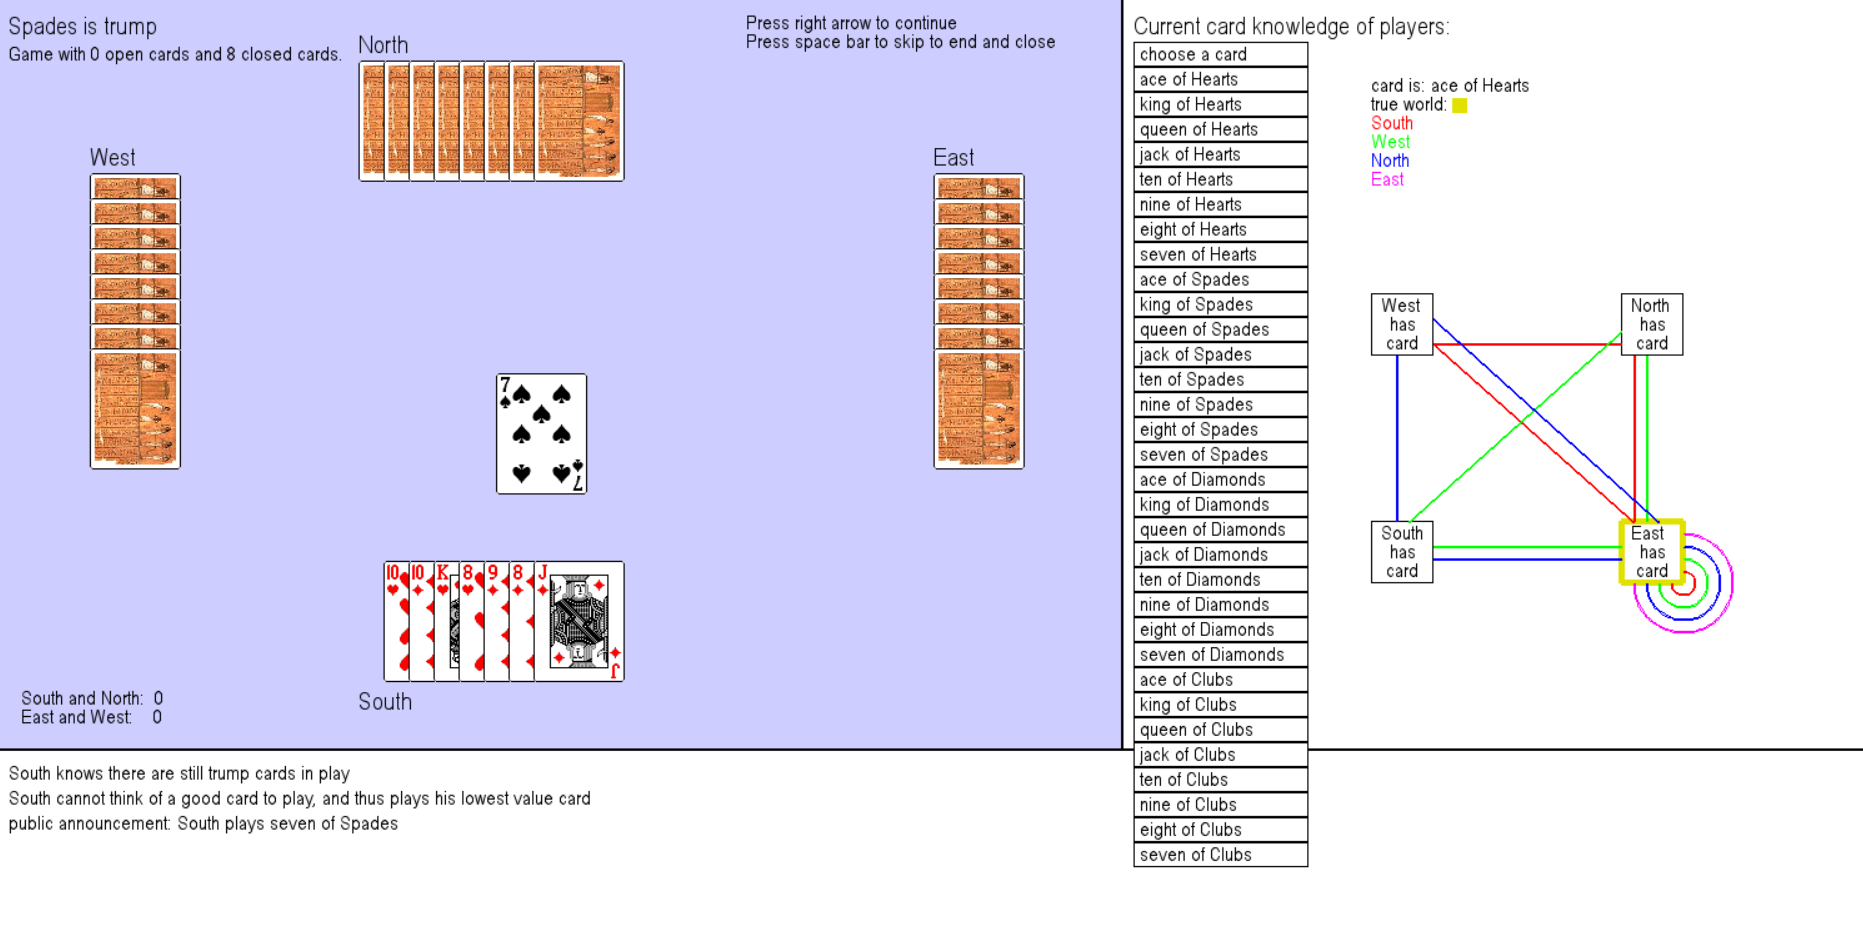 Spades is trump
Game with 0 open cards and 8 closed cards.
North
Press right arrow to continue
Press space bar to skip to end and close
West
East
7
7
10
10
K
8
9
8
J
J
South and North: 0
East and West: 0
South
South knows there are still trump cards in play
South cannot think of a good card to play, and thus plays his lowest value card
public announcement: South plays seven of Spades
Current card knowledge of players:
choose a card
ace of Hearts
king of Hearts
queen of Hearts
jack of Hearts
ten of Hearts
nine of Hearts
eight of Hearts
seven of Hearts
ace of Spades
king of Spades
queen of Spades
jack of Spades
ten of Spades
nine of Spades
eight of Spades
seven of Spades
ace of Diamonds
king of Diamonds
queen of Diamonds
jack of Diamonds
ten of Diamonds
nine of Diamonds
eight of Diamonds
seven of Diamonds
ace of Clubs
king of Clubs
queen of Clubs
jack of Clubs
ten of Clubs
nine of Clubs
eight of Clubs
seven of Clubs
card is: ace of Hearts
true world:
South
West
North
East
West
has
card
North
has
card
South
has
card
East
has
card